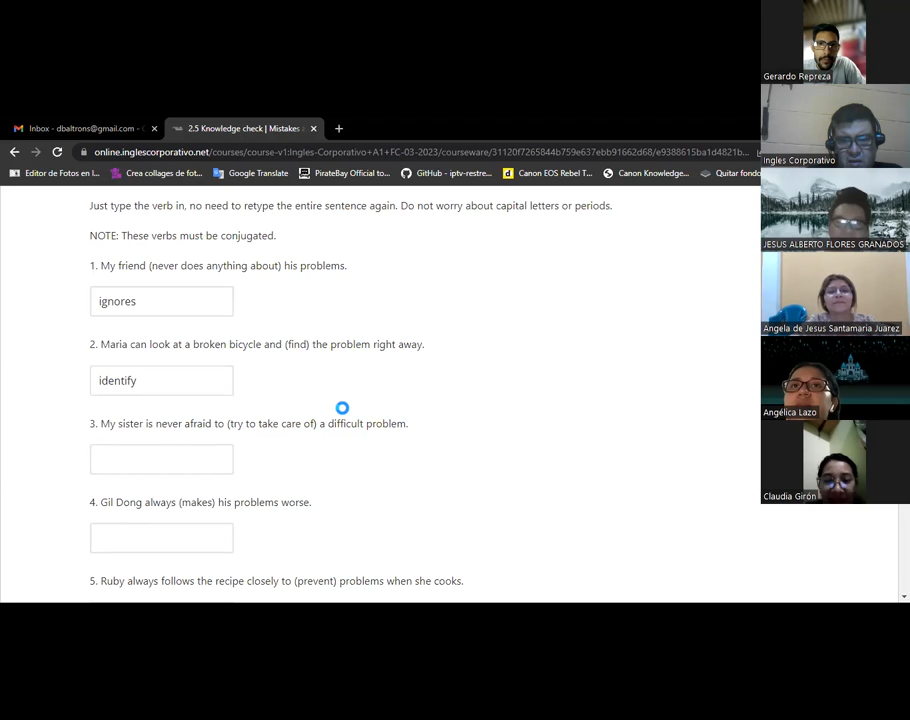 Inbox - dbaltrons@gmail.com -
2.5 Knowledge check | Mistakes
online.inglescorporativo.net/courses/course-v1:Ingles-Corporativo+A1+FC-03-2023/courseware/31120f7265844b759e637ebb91662d68/e9388615ba1d4821b...
Editor de Fotos en l... Crea collages de fot... Google Translate PirateBay Official to... GitHub - iptv-restre... Canon EOS Rebel T... Canon Knowledge... Quitar fondo
Just type the verb in, no need to retype the entire sentence again. Do not worry about capital letters or periods.
NOTE: These verbs must be conjugated.
1. My friend (never does anything about) his problems.
ignores
2. Maria can look at a broken bicycle and (find) the problem right away.
identify
3. My sister is never afraid to (try to take care of) a difficult problem.
4. Gil Dong always (makes) his problems worse.
5. Ruby always follows the recipe closely to (prevent) problems when she cooks.
Gerardo Repreza
Ingles Corporativo
JESUS ALBERTO FLORES GRANADOS
Angela de Jesus Santamaria Juarez
Angélica Lazo
Claudia Girón